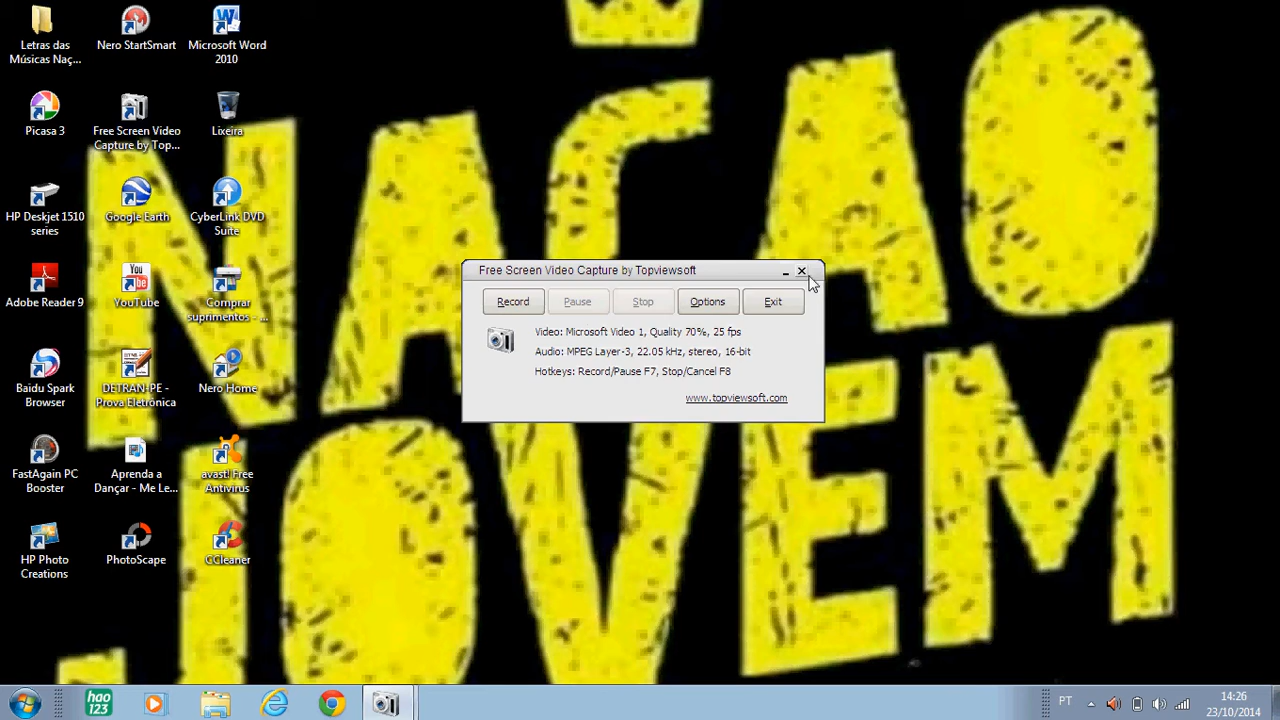 NAÇÃO
JOVEM
Letras das
Músicas Naç...
Nero StartSmart
Microsoft Word
2010
Picasa 3
Free Screen Video
Capture by Top...
Lixeira
HP Deskjet 1510
series
Google Earth
CyberLink DVD
Suite
Adobe Reader 9
You
Tube
YouTube
Comprar
suprimentos - ...
Baidu Spark
Browser
DETRAN-PE -
Prova Eletrónica
Nero Home
FastAgain PC
Booster
Aprenda a
Dançar - Me Le...
avast! Free
Antivirus
HP Photo
Creations
PhotoScape
CCleaner
Free Screen Video Capture by Topviewsoft
Record
Pause
Stop
Options
Exit
Video: Microsoft Video 1, Quality 70%, 25 fps
Audio: MPEG Layer-3, 22.05 kHz, stereo, 16-bit
Hotkeys: Record/Pause F7, Stop/Cancel F8
www.topviewsoft.com
hao
123
PT
14:26
23/10/2014